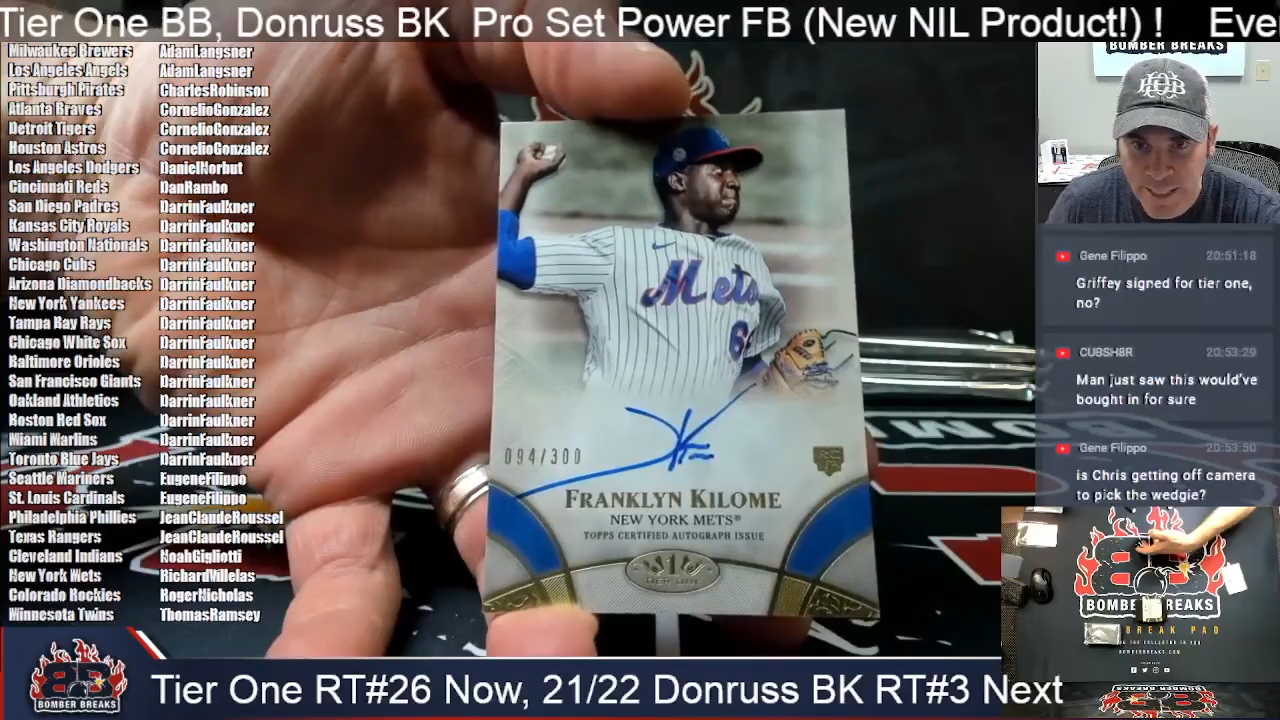 Tier One BB, Donruss BK Pro Set Power FB (New NIL Product!) ! Eve
Milwaukee Brewers AdamLangsner
Los Angeles Angels AdamLangsner
Pittsburgh Pirates CharlesRobinson
Atlanta Braves CornelioGonzalez
Detroit Tigers CornelioGonzalez
Houston Astros CornelioGonzalez
Los Angeles Dodgers DanielNorbut
Cincinnati Reds DanRambo
San Diego Padres DarrinFaulkner
Kansas City Royals DarrinFaulkner
Washington Nationals DarrinFaulkner
Chicago Cubs DarrinFaulkner
Arizona Diamondbacks DarrinFaulkner
New York Yankees DarrinFaulkner
Tampa Bay Rays DarrinFaulkner
Chicago White Sox DarrinFaulkner
Baltimore Orioles DarrinFaulkner
San Francisco Giants DarrinFaulkner
Oakland Athletics DarrinFaulkner
Boston Red Sox DarrinFaulkner
Miami Marlins DarrinFaulkner
Toronto Blue Jays DarrinFaulkner
Seattle Mariners EugeneFilippo
St. Louis Cardinals EugeneFilippo
Philadelphia Phillies JeanClaudeRoussel
Texas Rangers JeanClaudeRoussel
Cleveland Indians NoahGigliotti
New York Mets RichardVillelas
Colorado Rockies RogerNicholas
Minnesota Twins ThomasRamsey
Mets
094/300
RC
FRANKLYN KILOME
NEW YORK METS®
TOPPS CERTIFIED AUTOGRAPH ISSUE
1
TIER ONE
BOMBER BREAKS
Gene Filippo 20:51:18
Griffey signed for tier one,
no?
CUBSH8R 20:53:29
Man just saw this would've
bought in for sure
Gene Filippo 20:53:50
is Chris getting off camera
to pick the wedgie?
BOMBER BREAKS
BREAK PAD
BOMBERBREAKS.COM
BOMBER BREAKS
Tier One RT#26 Now, 21/22 Donruss BK RT#3 Next